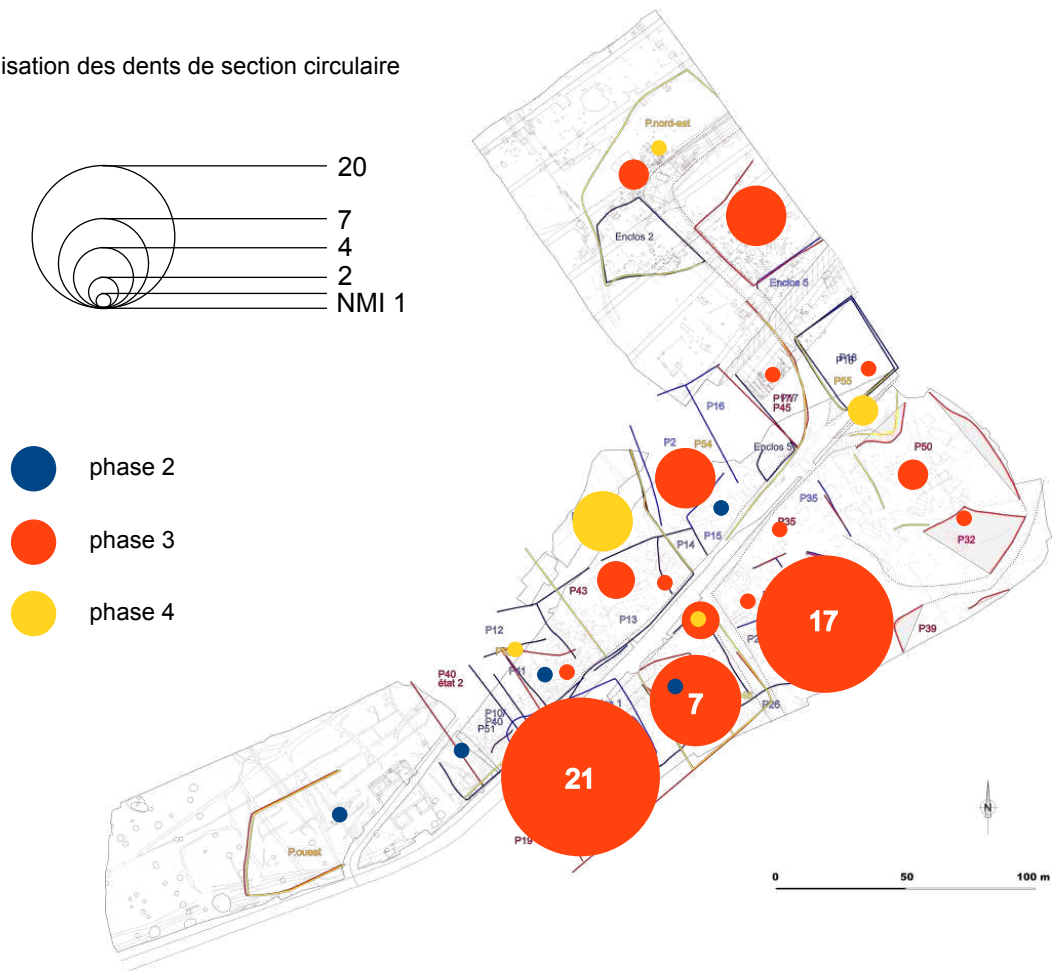 isation des dents de section circulaire
20
7
4
2
NMI 1
phase 2
phase 3
phase 4
P.nord-est
Enclos 2
Enclos 5
P18
P55
P45
P16
P2
P54
Enclos 5
P50
P35
P35
P15
P14
P32
P43
P13
17
P39
P12
P11
P40
état 2
7
P26
P40
P51
21
P19
P.ouest
N
0
50
100 m